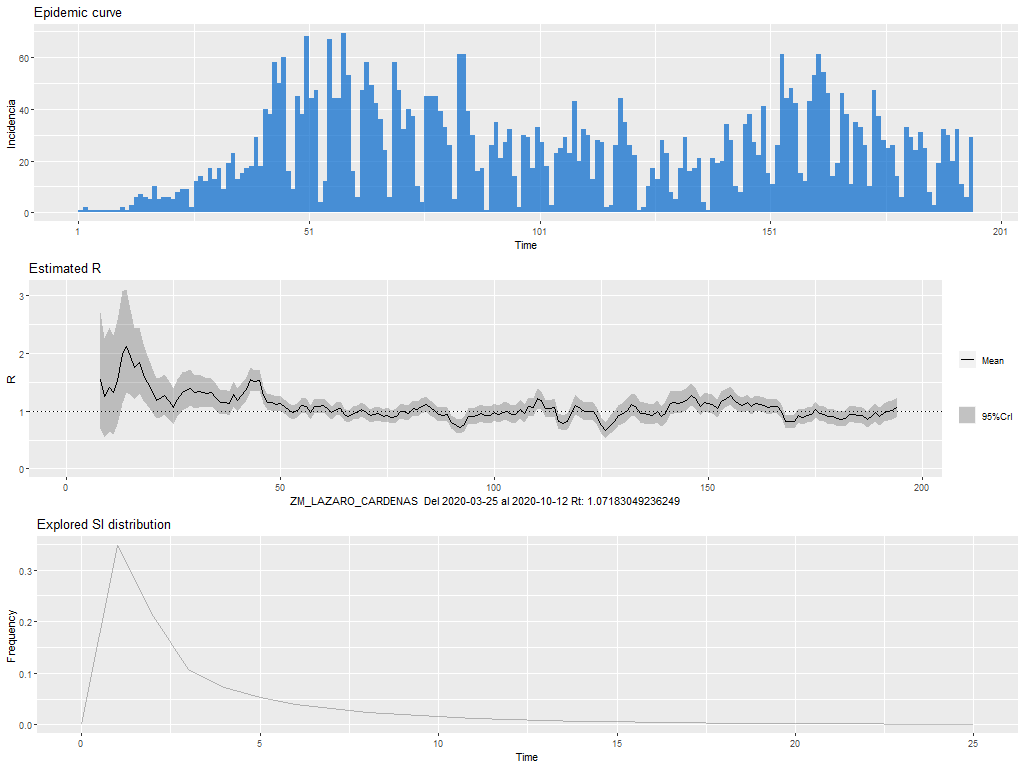 Epidemic curve
Incidencia
60
40
20
0
1
51
101
151
201
Time
Estimated R
R
3
2
1
0
0
50
100
150
200
Mean
95%CrI
ZM_LAZARO_CARDENAS Del 2020-03-25 al 2020-10-12 Rt: 1.07183049236249
Explored SI distribution
Frequency
0.3
0.2
0.1
0.0
0
5
10
15
20
25
Time